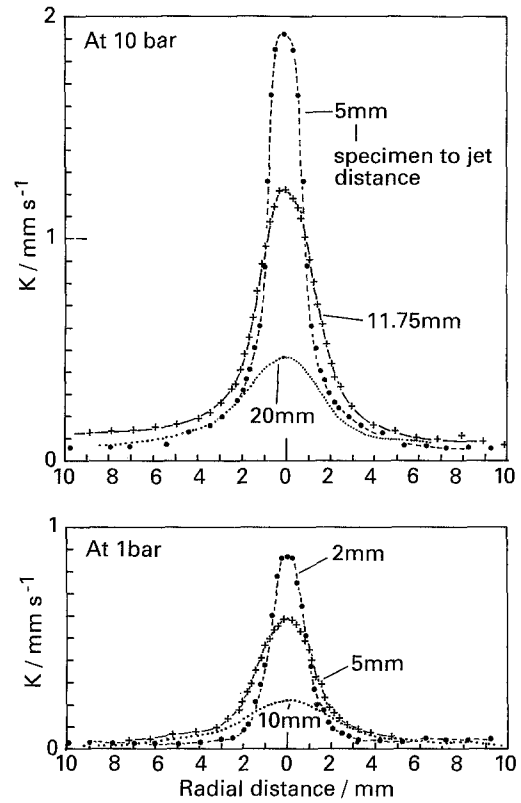 2
At 10 bar
5mm
specimen to jet
distance
K / mm s⁻¹
1
11.75mm
20mm
0
10 8 6 4 2 0 2 4 6 8 10
1
At 1bar
2mm
K / mm s⁻¹
5mm
10mm
0
10 8 6 4 2 0 2 4 6 8 10
Radial distance / mm